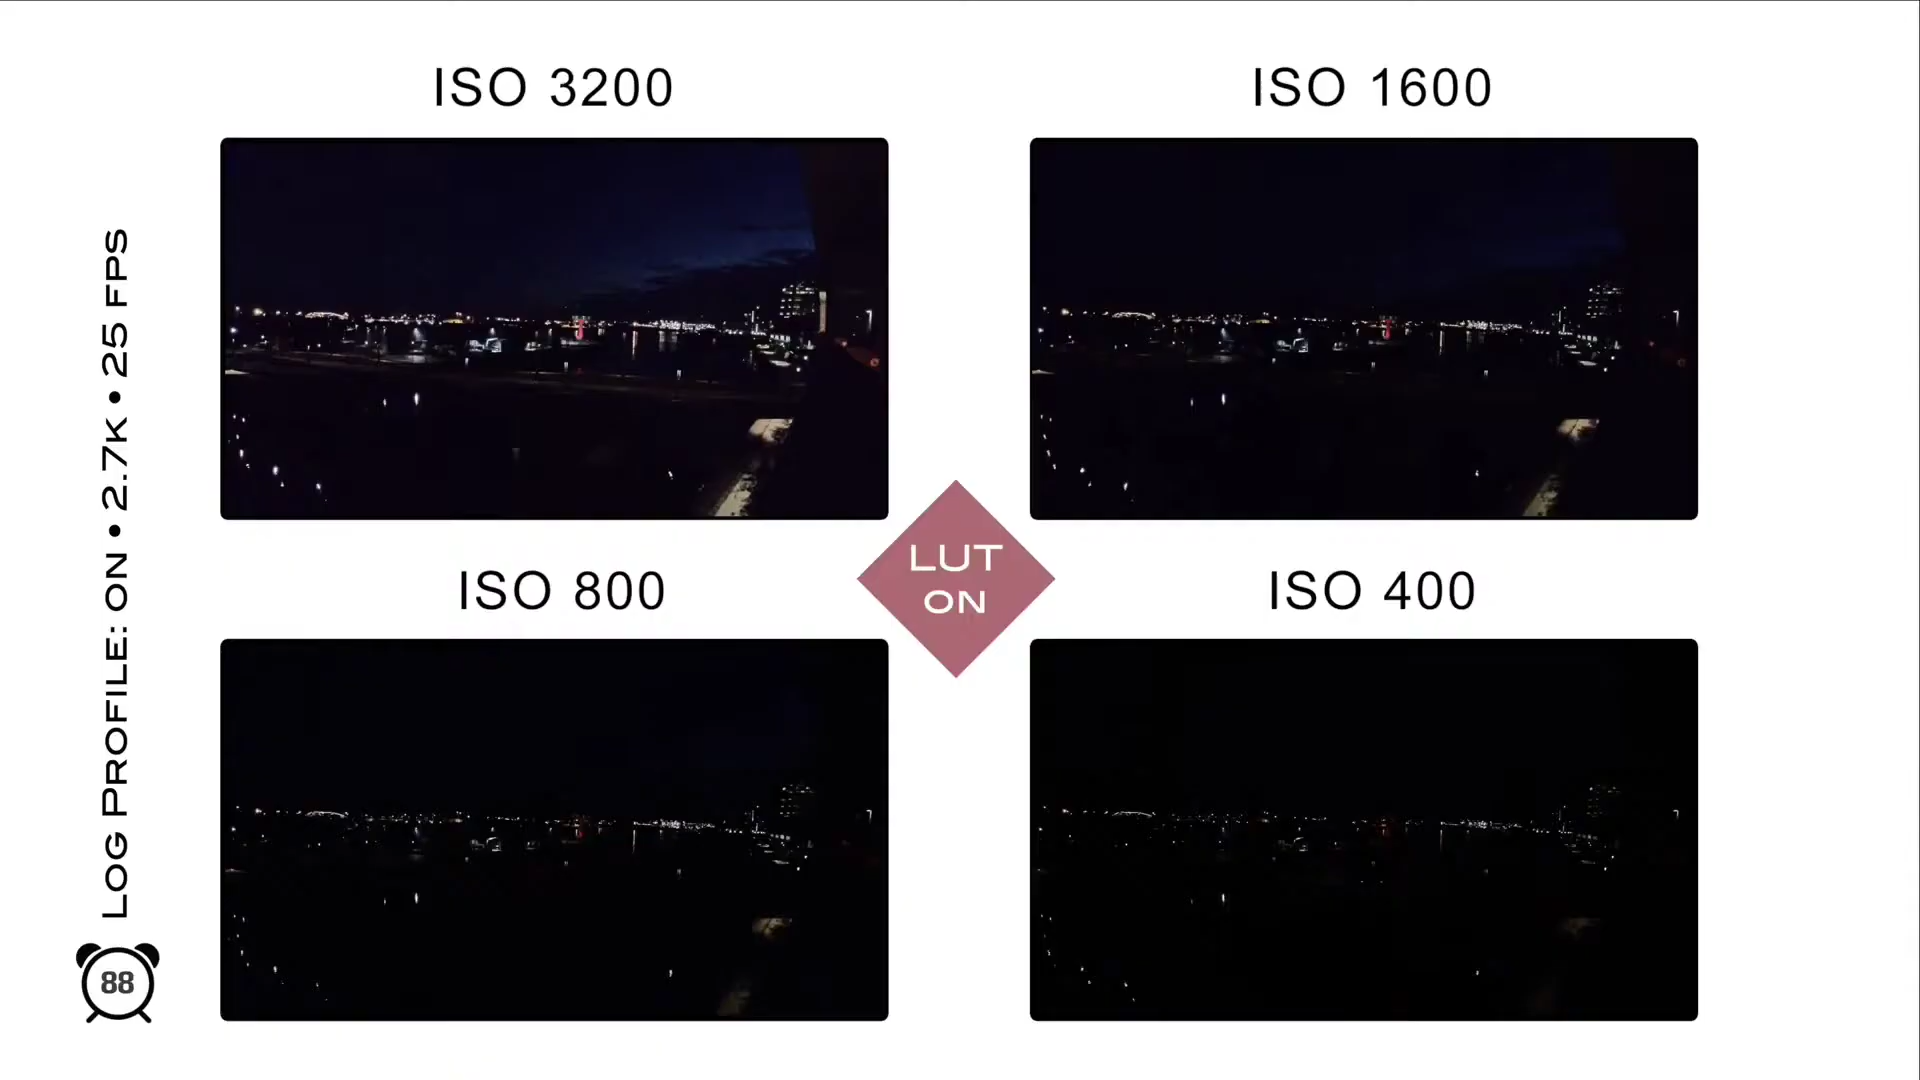 ISO 3200
ISO 1600
LOG PROFILE: ON • 2.7K • 25 FPS
LUT
ON
ISO 800
ISO 400
88